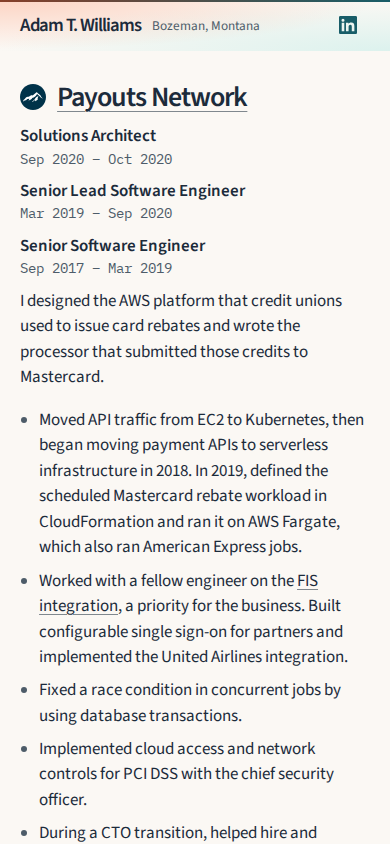 Adam T. Williams Bozeman, Montana
Payouts Network
Solutions Architect
Sep 2020 – Oct 2020
Senior Lead Software Engineer
Mar 2019 – Sep 2020
Senior Software Engineer
Sep 2017 – Mar 2019
I designed the AWS platform that credit unions
used to issue card rebates and wrote the
processor that submitted those credits to
Mastercard.
• Moved API traffic from EC2 to Kubernetes, then
began moving payment APIs to serverless
infrastructure in 2018. In 2019, defined the
scheduled Mastercard rebate workload in
CloudFormation and ran it on AWS Fargate,
which also ran American Express jobs.
• Worked with a fellow engineer on the FIS
integration, a priority for the business. Built
configurable single sign-on for partners and
implemented the United Airlines integration.
• Fixed a race condition in concurrent jobs by
using database transactions.
• Implemented cloud access and network
controls for PCI DSS with the chief security
officer.
• During a CTO transition, helped hire and